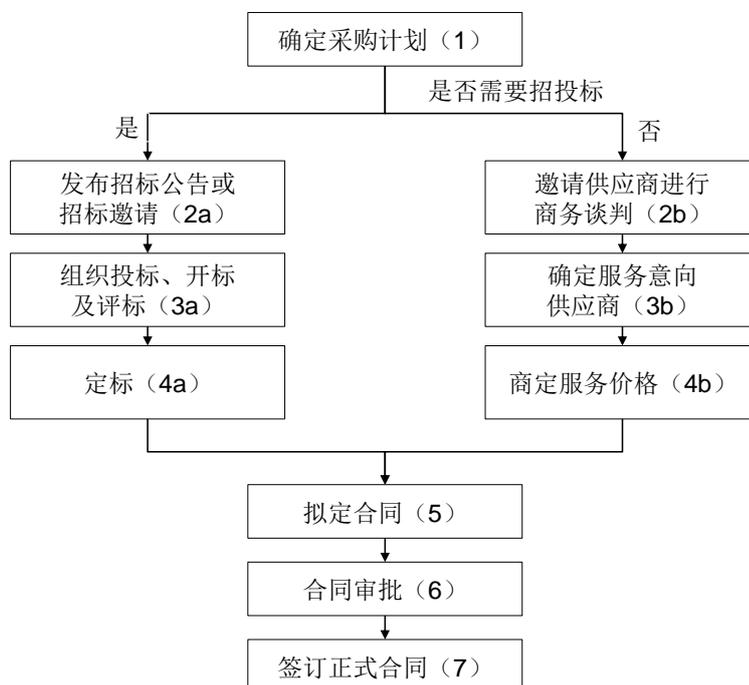 确定采购计划（1）
是否需要招投标
是
否
发布招标公告或
招标邀请（2a）
邀请供应商进行
商务谈判（2b）
组织投标、开标
及评标（3a）
确定服务意向
供应商（3b）
定标（4a）
商定服务价格（4b）
拟定合同（5）
合同审批（6）
签订正式合同（7）